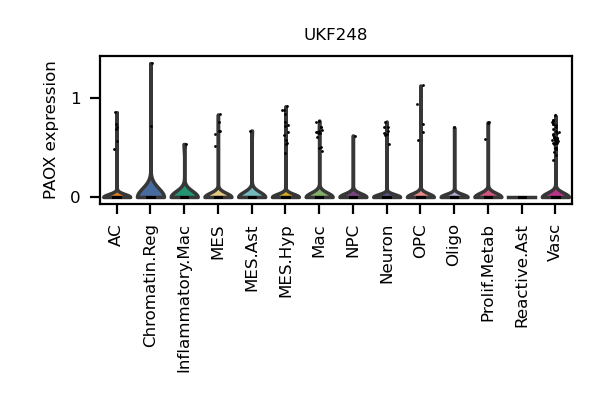 UKF248
PAOX expression
1
0
AC
Chromatin.Reg
Inflammatory.Mac
MES
MES.Ast
MES.Hyp
Mac
NPC
Neuron
OPC
Oligo
Prolif.Metab
Reactive.Ast
Vasc